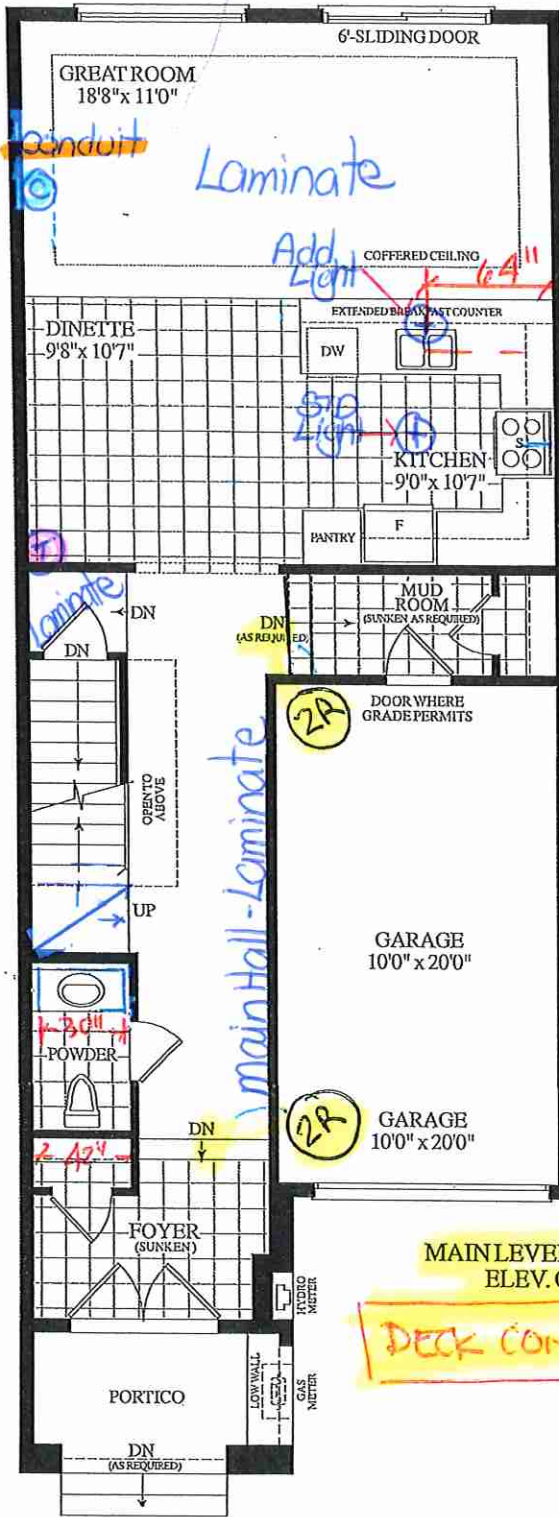 6'-SLIDING DOOR
GREAT ROOM
18'8"x 11'0"
Conduit
C
Laminate
Add
Light
COFFERED CEILING
64"
EXTENDED BREAKFAST COUNTER
DINETTE
9'8"x 10'7"
DW
STD
Light
S
KITCHEN
9'0"x 10'7"
PANTRY
F
T
Laminate
DN
DN
DN
(AS REQUIRED)
MUD
ROOM
(SUNKEN AS REQUIRED)
2R
DOOR WHERE
GRADE PERMITS
OPEN TO
ABOVE
main Hall-Laminate
UP
GARAGE
10'0" x 20'0"
30"
POWDER
2R
GARAGE
10'0" x 20'0"
DN
42"
FOYER
(SUNKEN)
MAIN LEVEL
ELEV.
HYDRO
METER
DECK CON
LOW WALL
GAS
METER
PORTICO
DN
(AS REQUIRED)